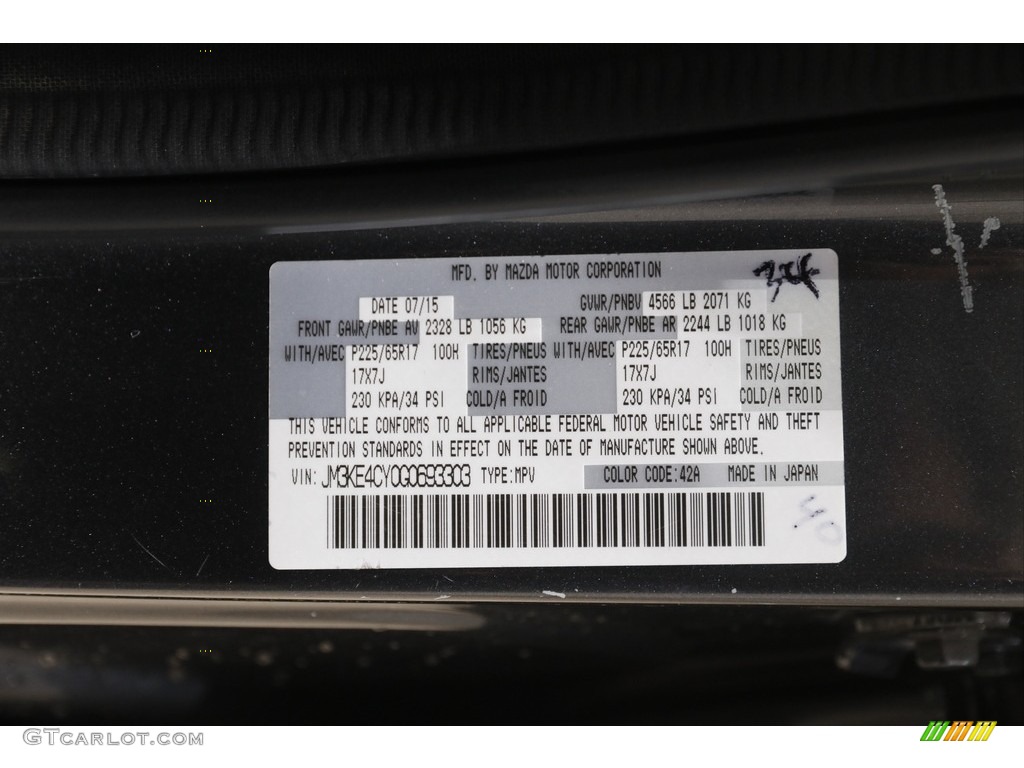 MFD. BY MAZDA MOTOR CORPORATION
DATE 07/15 GVWR/PNBV 4566 LB 2071 KG
FRONT GAWR/PNBE AV 2328 LB 1056 KG REAR GAWR/PNBE AR 2244 LB 1018 KG
WITH/AVEC P225/65R17 100H TIRES/PNEUS WITH/AVEC P225/65R17 100H TIRES/PNEUS
17X7J RIMS/JANTES 17X7J RIMS/JANTES
230 KPA/34 PSI COLD/A FROID 230 KPA/34 PSI COLD/A FROID
THIS VEHICLE CONFORMS TO ALL APPLICABLE FEDERAL MOTOR VEHICLE SAFETY AND THEFT
PREVENTION STANDARDS IN EFFECT ON THE DATE OF MANUFACTURE SHOWN ABOVE.
VIN: JM3KE4CY0G0693303 TYPE:MPV COLOR CODE:42A MADE IN JAPAN
40
GTCarlot.com